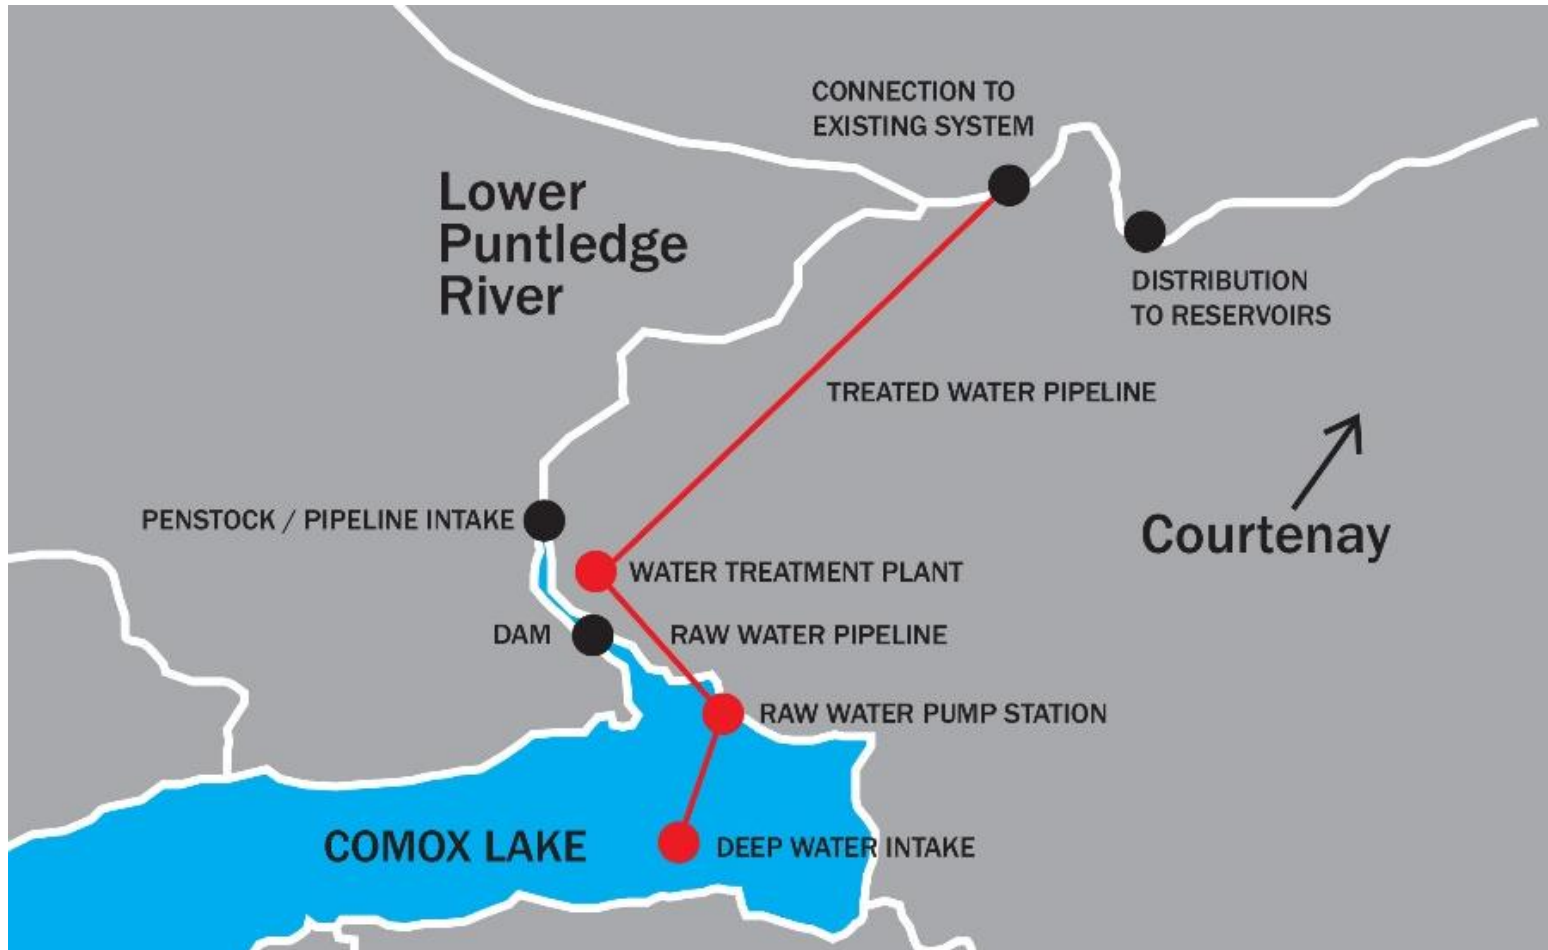 CONNECTION TO
EXISTING SYSTEM
Lower
Puntledge
River
DISTRIBUTION
TO RESERVOIRS
TREATED WATER PIPELINE
Courtenay
PENSTOCK / PIPELINE INTAKE
WATER TREATMENT PLANT
DAM
RAW WATER PIPELINE
RAW WATER PUMP STATION
COMOX LAKE
DEEP WATER INTAKE